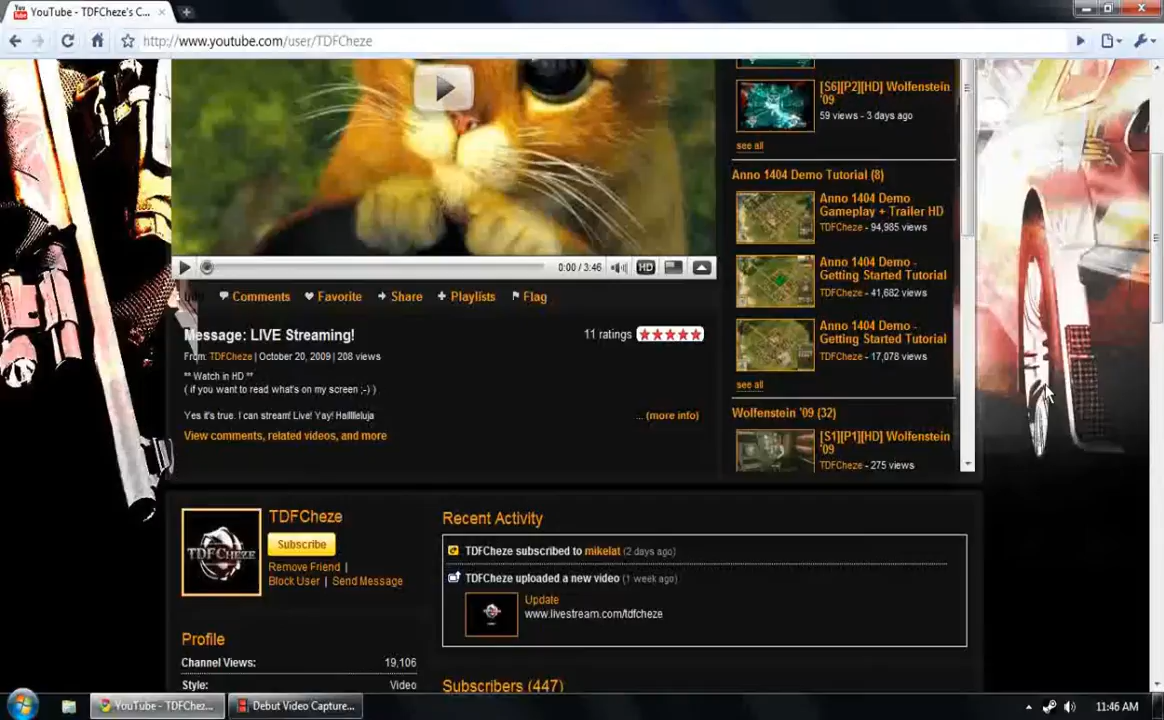 YouTube - TDFCheze's C...
http://www.youtube.com/user/TDFCheze
[S6][P2][HD] Wolfenstein
'09
59 views - 3 days ago
see all
Anno 1404 Demo Tutorial (8)
Anno 1404 Demo
Gameplay + Trailer HD
TDFCheze - 94,985 views
Anno 1404 Demo -
Getting Started Tutorial
TDFCheze - 41,682 views
Anno 1404 Demo -
Getting Started Tutorial
TDFCheze - 17,078 views
see all
Wolfenstein '09 (32)
[S1][P1][HD] Wolfenstein
'09
TDFCheze - 275 views
0:00 / 3:46
HD
Comments Favorite Share Playlists Flag
Message: LIVE Streaming!
11 ratings
From: TDFCheze | October 20, 2009 | 208 views
** Watch in HD **
( if you want to read what's on my screen ;-) )
Yes it's true. I can stream! Live! Yay! Hallleluja
... (more info)
View comments, related videos, and more
TDFCheze
TDFCheze
Subscribe
Remove Friend |
Block User | Send Message
Profile
Channel Views: 19,106
Style: Video
Recent Activity
TDFCheze subscribed to mikelat (2 days ago)
TDFCheze uploaded a new video (1 week ago)
Update
www.livestream.com/tdfcheze
Subscribers (447)
YouTube - TDFChez...
Debut Video Capture...
11:46 AM